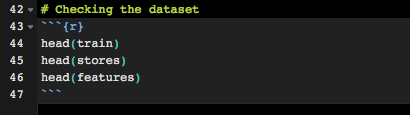 42 # Checking the dataset
43 ```{r}
44 head(train)
45 head(stores)
46 head(features)
47 ```